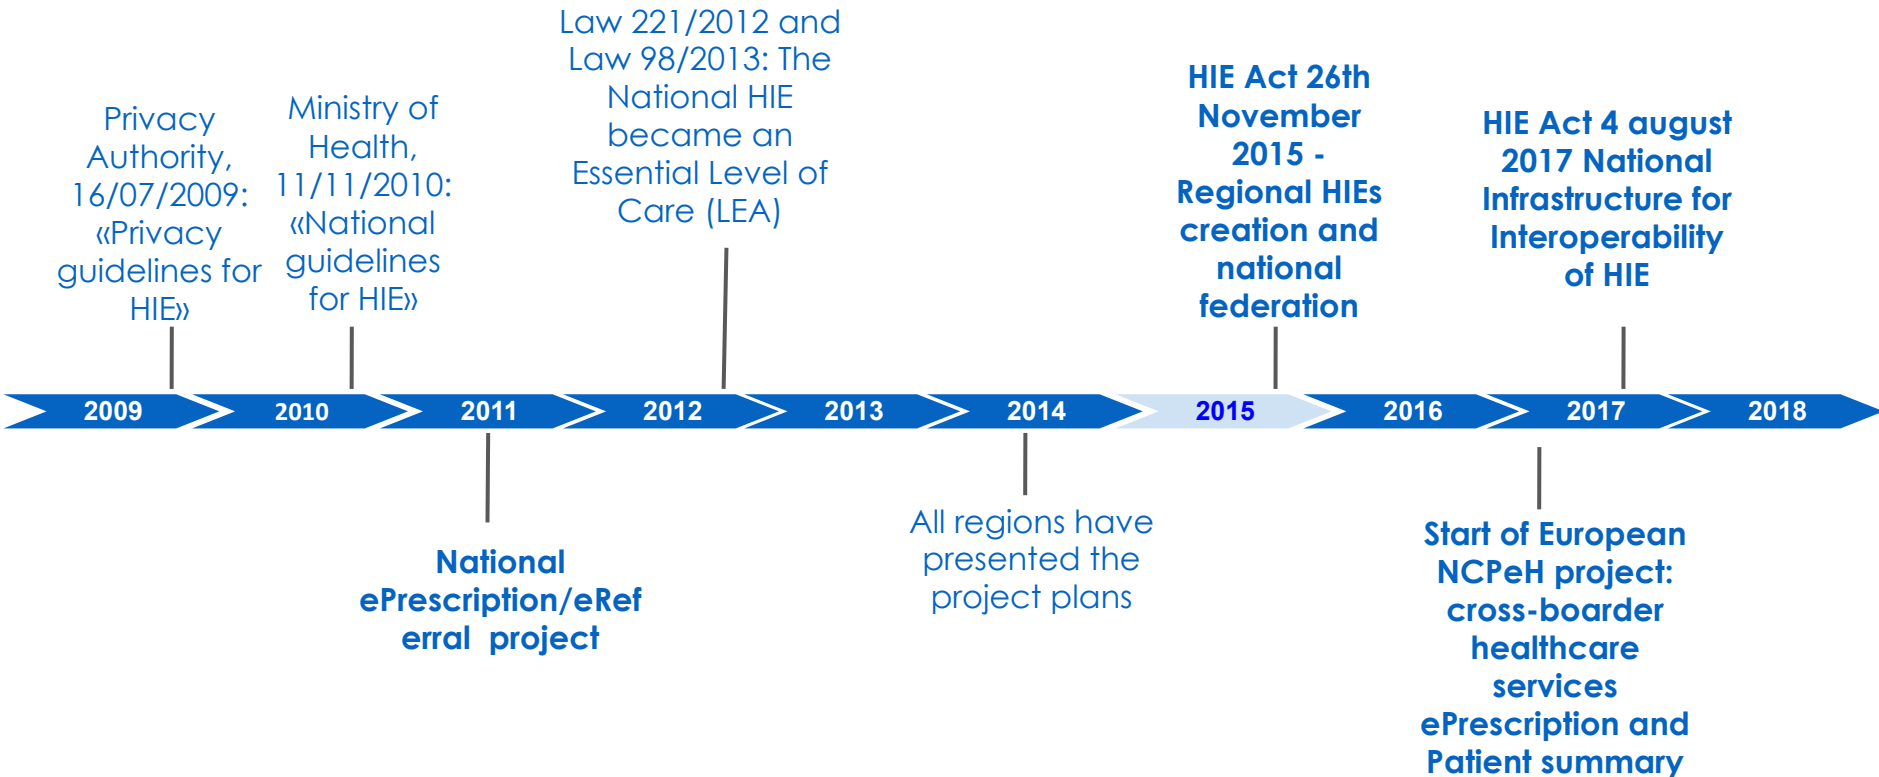 Privacy
Authority,
16/07/2009:
«Privacy
guidelines for
HIE»
Ministry of
Health,
11/11/2010:
«National
guidelines
for HIE»
Law 221/2012 and
Law 98/2013: The
National HIE
became an
Essential Level of
Care (LEA)
HIE Act 26th
November
2015 -
Regional HIEs
creation and
national
federation
HIE Act 4 august
2017 National
Infrastructure for
Interoperability
of HIE
2009
2010
2011
2012
2013
2014
2015
2016
2017
2018
National
ePrescription/eRef
erral project
All regions have
presented the
project plans
Start of European
NCPeH project:
cross-boarder
healthcare
services
ePrescription and
Patient summary